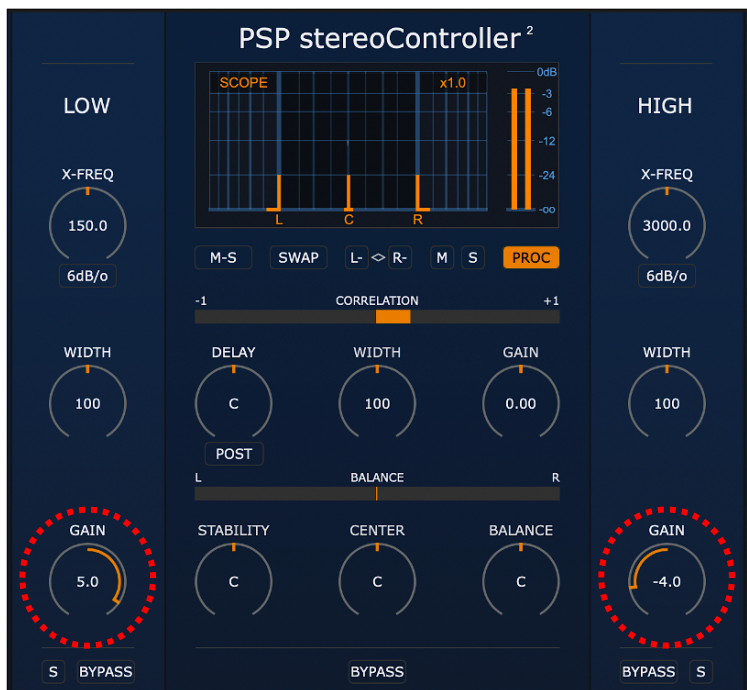 PSP stereoController²
LOW
X-FREQ
150.0
6dB/o
WIDTH
100
GAIN
5.0
S BYPASS
SCOPE x1.0
0dB
-3
-6
-12
-24
-oo
L C R
M-S SWAP L- <> R- M S PROC
-1 CORRELATION +1
DELAY WIDTH GAIN
C 100 0.00
POST
L BALANCE R
STABILITY CENTER BALANCE
C C C
BYPASS
HIGH
X-FREQ
3000.0
6dB/o
WIDTH
100
GAIN
-4.0
BYPASS S